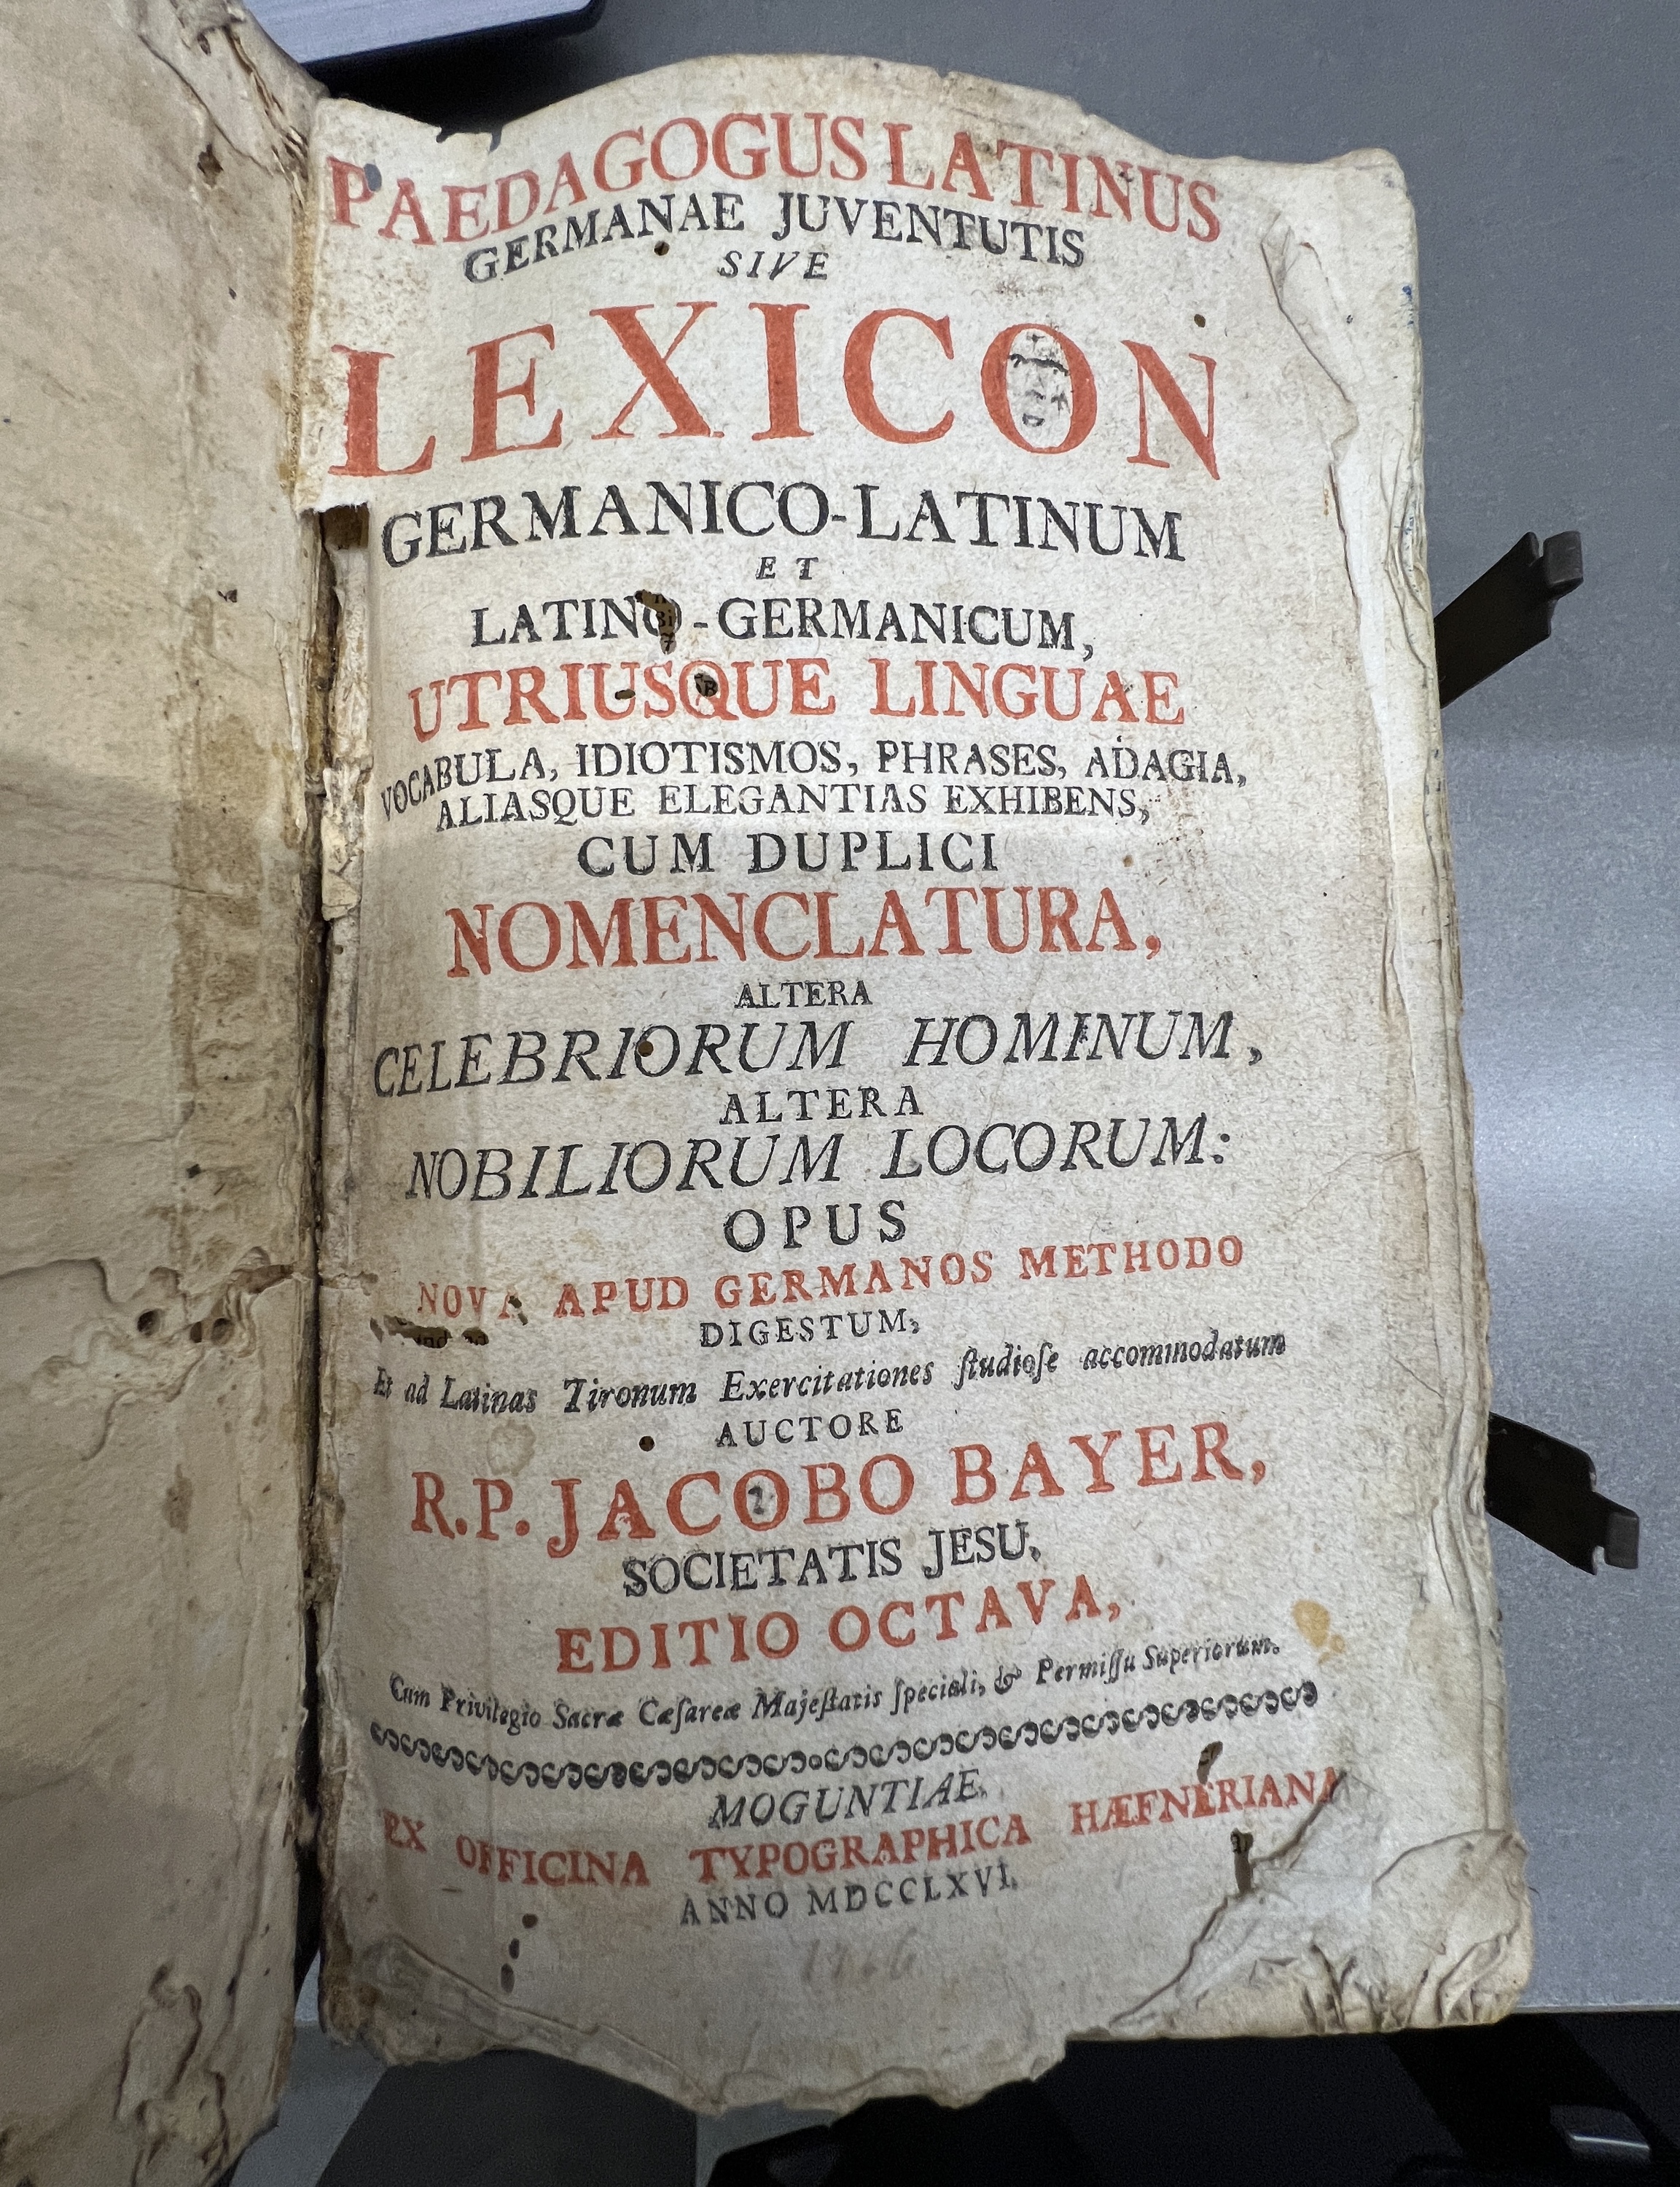 PAEDAGOGUS LATINUS
GERMANAE JUVENTUTIS
SIVE
LEXICON
GERMANICO-LATINUM
ET
LATINO-GERMANICUM,
UTRIUSQUE LINGUAE
VOCABULA, IDIOTISMOS, PHRASES, ADAGIA,
ALIASQUE ELEGANTIAS EXHIBENS,
CUM DUPLICI
NOMENCLATURA,
ALTERA
CELEBRIORUM HOMINUM,
ALTERA
NOBILIORUM LOCORUM:
OPUS
NOVA APUD GERMANOS METHODO
DIGESTUM,
Et ad Latinas Tironum Exercitationes ſtudioſe accommodatum
AUCTORE
R.P. JACOBO BAYER,
SOCIETATIS JESU.
EDITIO OCTAVA,
Cum Privilegio Sacræ Cæſareæ Majeſtatis ſpeciali, & Permiſſu Superiorum.
MOGUNTIAE.
EX OFFICINA TYPOGRAPHICA HÆFNERIANA
ANNO MDCCLXVI.